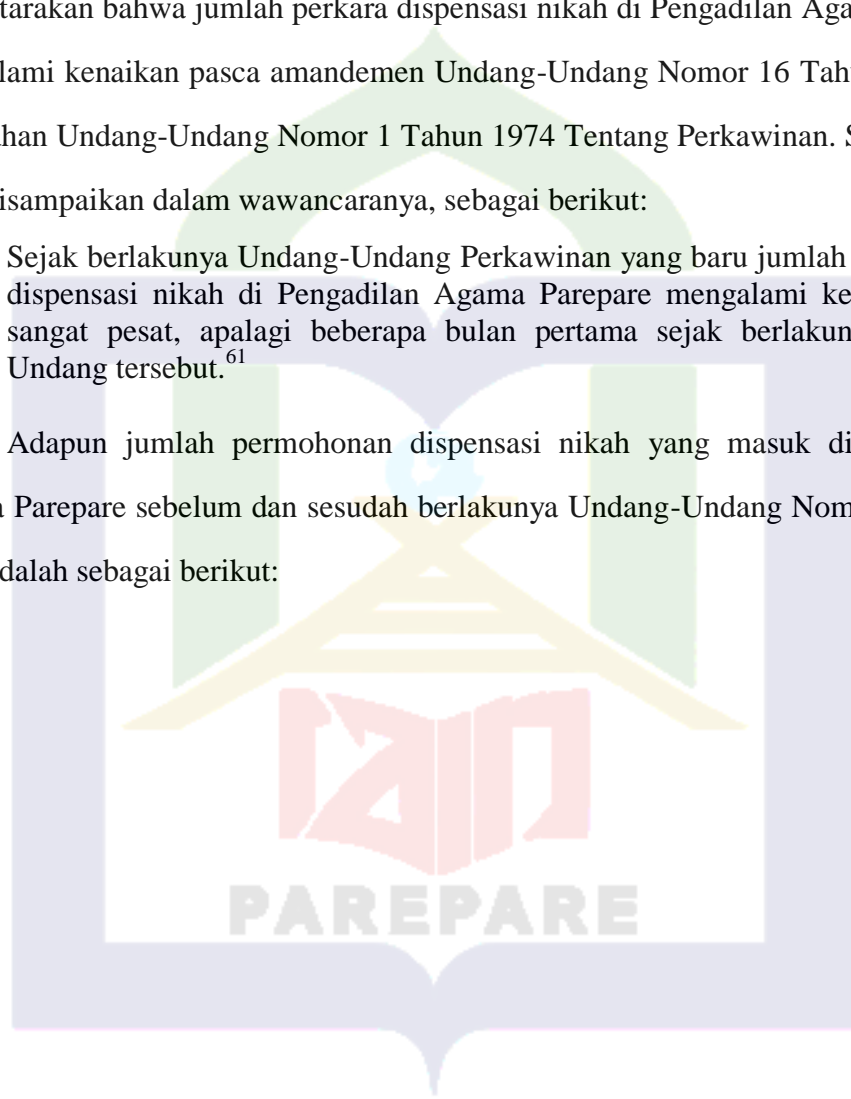 tarakan bahwa jumlah perkara dispensasi nikah di Pengadilan Aga
lami kenaikan pasca amandemen Undang-Undang Nomor 16 Tahu
han Undang-Undang Nomor 1 Tahun 1974 Tentang Perkawinan. S
isampaikan dalam wawancaranya, sebagai berikut:
Sejak berlakunya Undang-Undang Perkawinan yang baru jumlah
dispensasi nikah di Pengadilan Agama Parepare mengalami ke
sangat pesat, apalagi beberapa bulan pertama sejak berlakun
Undang tersebut.61
Adapun jumlah permohonan dispensasi nikah yang masuk di
a Parepare sebelum dan sesudah berlakunya Undang-Undang Nom
dalah sebagai berikut:
PAREPARE